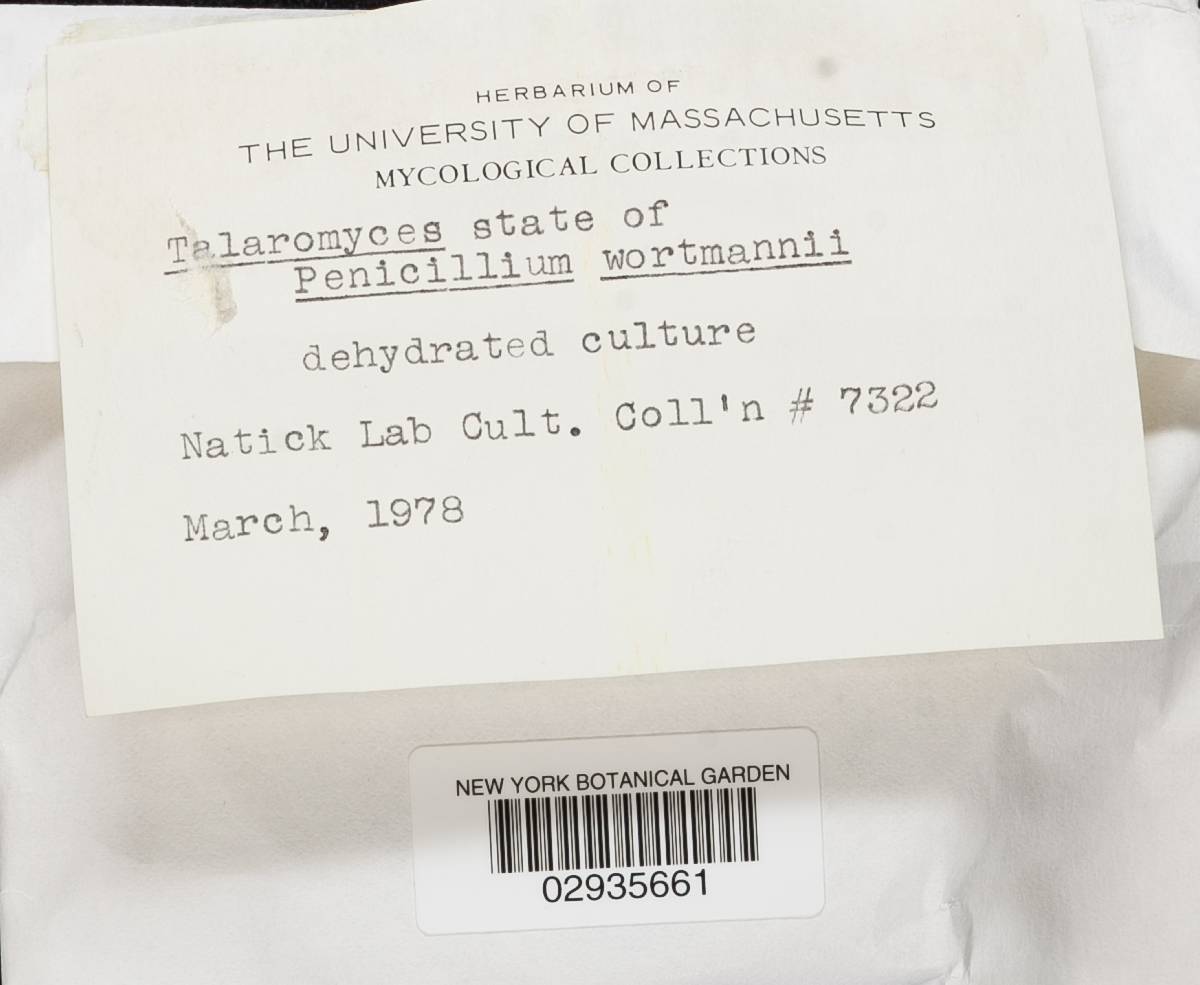 HERBARIUM OF
THE UNIVERSITY OF MASSACHUSETTS
MYCOLOGICAL COLLECTIONS
Talaromyces state of
Penicillium wortmannii
dehydrated culture
Natick Lab Cult. Coll'n # 7322
March, 1978
NEW YORK BOTANICAL GARDEN
02935661